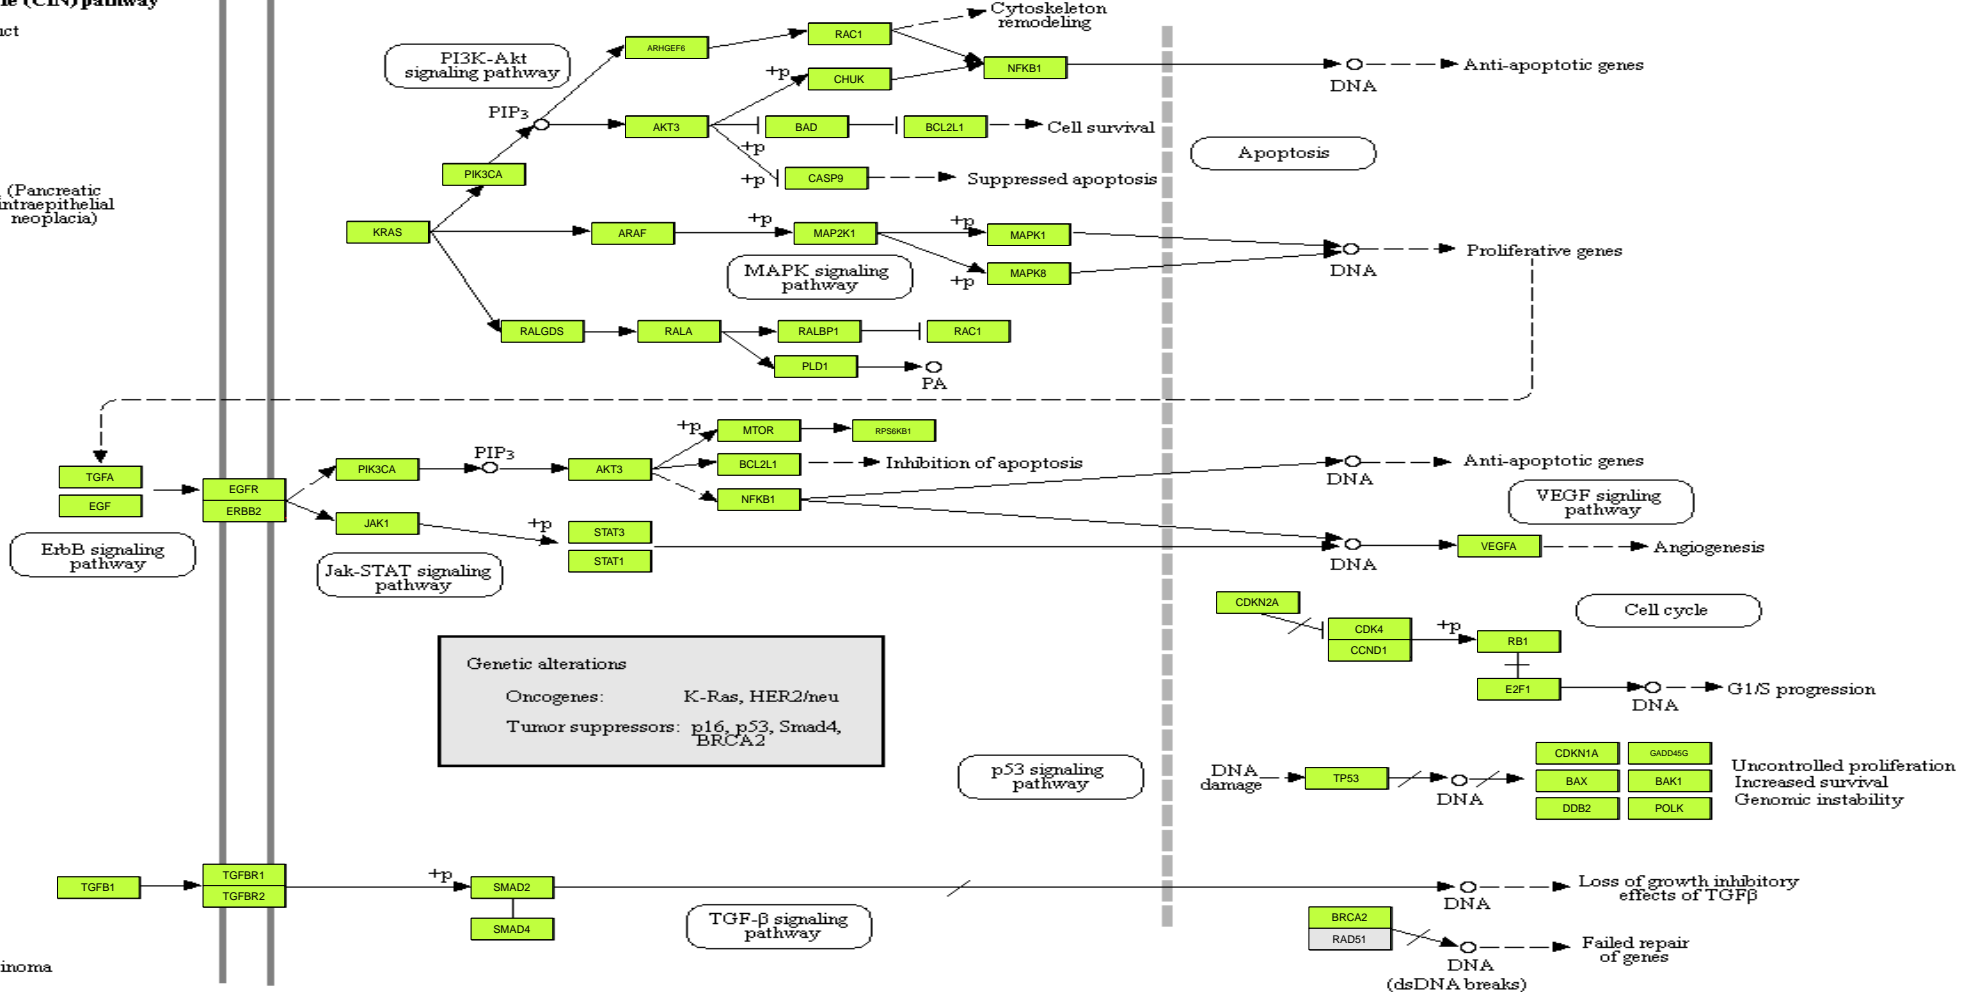 le (CIN) pathway
uct
Cytoskeleton
remodeling
RAC1
ARHGEF6
PI3K-Akt
signaling pathway
+p
CHUK
NFKB1
DNA
Anti-apoptotic genes
PIP3
AKT3
BAD
BCL2L1
Cell survival
+p
Apoptosis
PIK3CA
+p
CASP9
Suppressed apoptosis
(Pancreatic
intraepithelial
neoplacia)
KRAS
ARAF
+p
MAP2K1
+p
MAPK1
DNA
Proliferative genes
MAPK signaling
pathway
+p
MAPK8
RALGDS
RALA
RALBP1
RAC1
PLD1
PA
+p
MTOR
RPS6KB1
TGFA
EGF
EGFR
ERBB2
PIK3CA
PIP3
AKT3
BCL2L1
Inhibition of apoptosis
DNA
Anti-apoptotic genes
NFKB1
VEGF signling
pathway
JAK1
+p
STAT3
STAT1
DNA
VEGFA
Angiogenesis
ErbB signaling
pathway
Jak-STAT signaling
pathway
CDKN2A
Cell cycle
CDK4
CCND1
+p
RB1
E2F1
DNA
G1/S progression
Genetic alterations
Oncogenes: K-Ras, HER2/neu
Tumor suppressors: p16, p53, Smad4,
BRCA2
p53 signaling
pathway
DNA
damage
TP53
DNA
CDKN1A
GADD45G
BAX
BAK1
DDB2
POLK
Uncontrolled proliferation
Increased survival
Genomic instability
TGFB1
TGFBR1
TGFBR2
+p
SMAD2
SMAD4
TGF-β signaling
pathway
DNA
Loss of growth inhibitory
effects of TGFβ
BRCA2
RAD51
DNA
(dsDNA breaks)
Failed repair
of genes
inoma